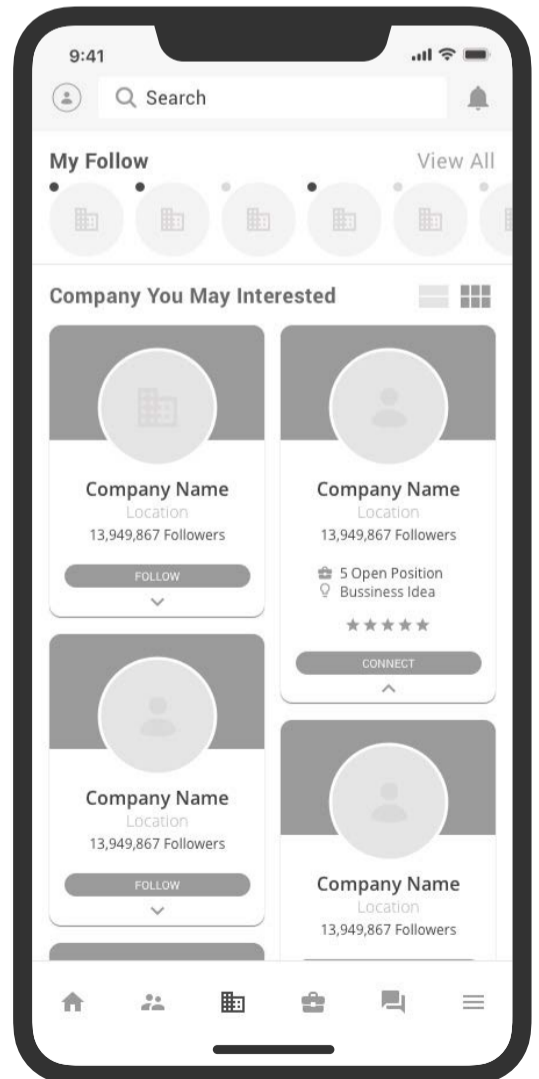 9:41
Search
My Follow View All
Company You May Interested
Company Name
Location
13,949,867 Followers
FOLLOW
Company Name
Location
13,949,867 Followers
5 Open Position
Bussiness Idea
CONNECT
Company Name
Location
13,949,867 Followers
FOLLOW
Company Name
Location
13,949,867 Followers